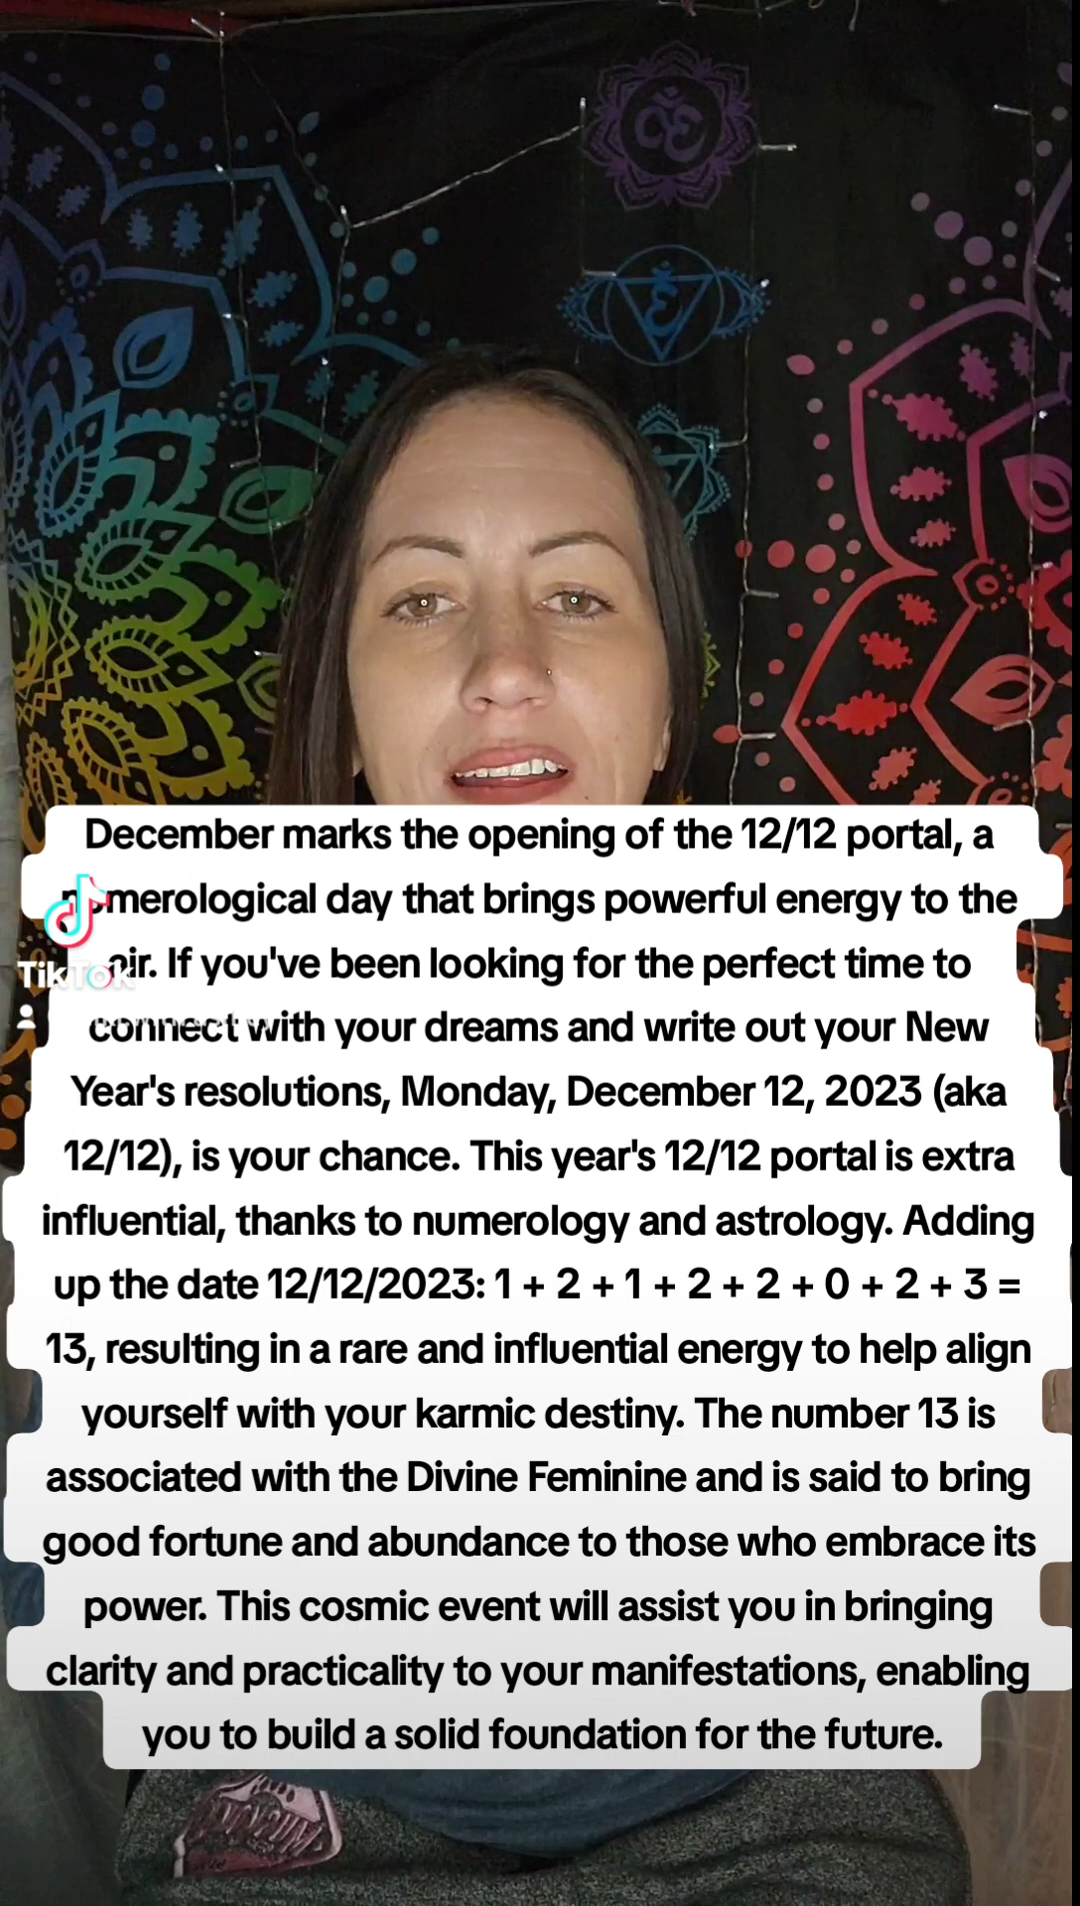 December marks the opening of the 12/12 portal, a
numerological day that brings powerful energy to the
air. If you've been looking for the perfect time to
connect with your dreams and write out your New
Year's resolutions, Monday, December 12, 2023 (aka
12/12), is your chance. This year's 12/12 portal is extra
influential, thanks to numerology and astrology. Adding
up the date 12/12/2023: 1 + 2 + 1 + 2 + 2 + 0 + 2 + 3 =
13, resulting in a rare and influential energy to help align
yourself with your karmic destiny. The number 13 is
associated with the Divine Feminine and is said to bring
good fortune and abundance to those who embrace its
power. This cosmic event will assist you in bringing
clarity and practicality to your manifestations, enabling
you to build a solid foundation for the future.
TikTok